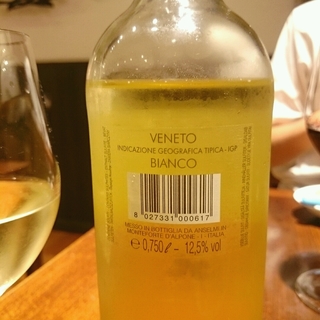 VENETO
INDICAZIONE GEOGRAFICA TIPICA - IGP
BIANCO
8 027331 000617
MESSO IN BOTTIGLIA DA ANSELMI IN
MONTEFORTE D'ALPONE - I - ITALIA
℮ 0,750ℓ - 12,5% vol